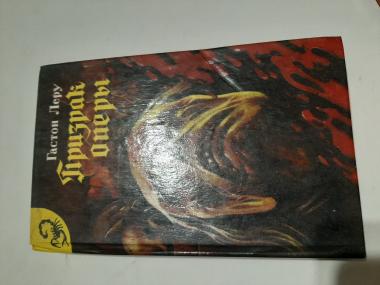 Гастон Леру
Призрак
оперы